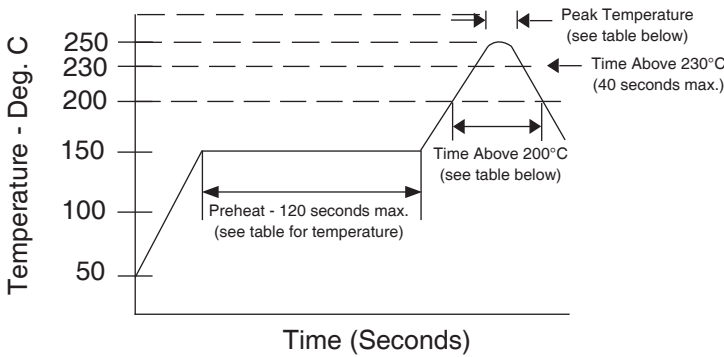 Temperature - Deg. C
250
230
200
150
100
50
Peak Temperature
(see table below)
Time Above 230°C
(40 seconds max.)
Time Above 200°C
(see table below)
Preheat - 120 seconds max.
(see table for temperature)
Time (Seconds)